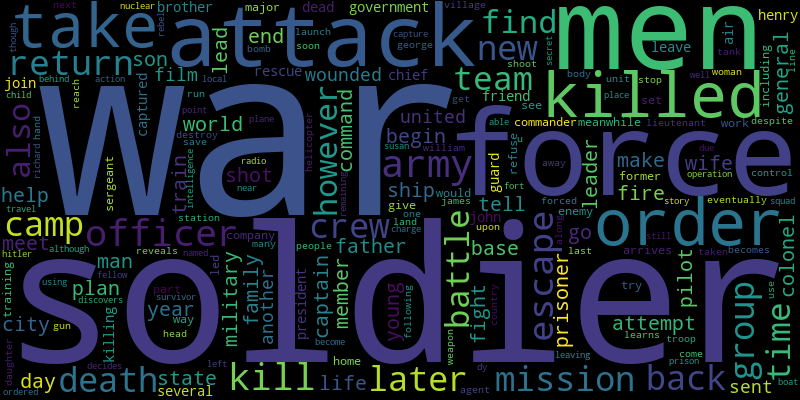 war
soldier
men
force
attack
killed
take
return
order
army
officer
camp
team
find
new
however
also
kill
later
mission
death
back
group
time
escape
battle
crew
prisoner
unit
general
henry
leave
air
tank
woman
nuclear
brother
major
dead
government
village
next
though
rebel
bomb
launch
soon
capture
george
secret
lead
end
son
film
rescue
wounded
chief
shoot
body
line
join
behind
action
local
run
reach
captured
friend
see
stop
well
set
place
including
child
point
plane
destroy
save
world
command
united
get
able
commander
meanwhile
lieutenant
work
despite
richard hand
sergeant
train
intelligence
shot
radio
near
helicopter
begin
william
susan
guard
refuse
u
away
leader
make
wife
due
former
operation
control
fire
help
travel
station
ship
would
remaining
give
james
fort
forced
story
eventually
squad
meet
company
land
one
charge
tell
john
upon
enemy
go
last
still
taken
becomes
hitler
although
reveals
named
many
people
father
base
along
arrives
colonel
man
fellow
using
plan
discovers
part
survivor
led
military
family
another
president
captain
member
young
following
country
fight
pilot
try
use
training
city
gun
killing
year
way
head
become
weapon
attempt
learns
troop
daughter
decides
left
home
leaving
come
prison
boat
day
ordered
several
state
life
dy
agent
sent